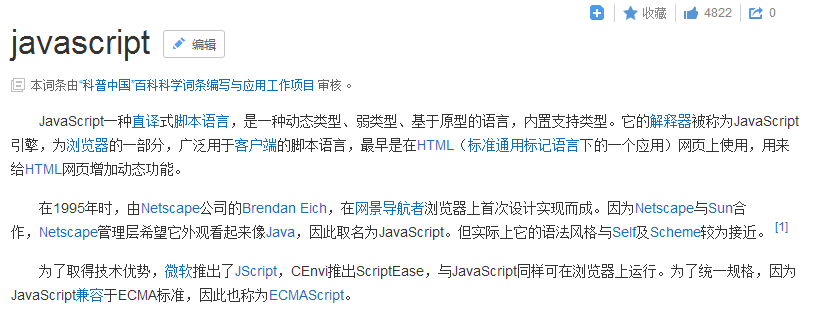 收藏 4822 0
javascript 编辑
本词条由“科普中国”百科科学词条编写与应用工作项目 审核 。
JavaScript一种直译式脚本语言，是一种动态类型、弱类型、基于原型的语言，内置支持类型。它的解释器被称为JavaScript
引擎，为浏览器的一部分，广泛用于客户端的脚本语言，最早是在HTML（标准通用标记语言下的一个应用）网页上使用，用来
给HTML网页增加动态功能。
在1995年时，由Netscape公司的Brendan Eich，在网景导航者浏览器上首次设计实现而成。因为Netscape与Sun合
作，Netscape管理层希望它外观看起来像Java，因此取名为JavaScript。但实际上它的语法风格与Self及Scheme较为接近。 [1]
为了取得技术优势，微软推出了JScript，CEnvi推出ScriptEase，与JavaScript同样可在浏览器上运行。为了统一规格，因为
JavaScript兼容于ECMA标准，因此也称为ECMAScript。